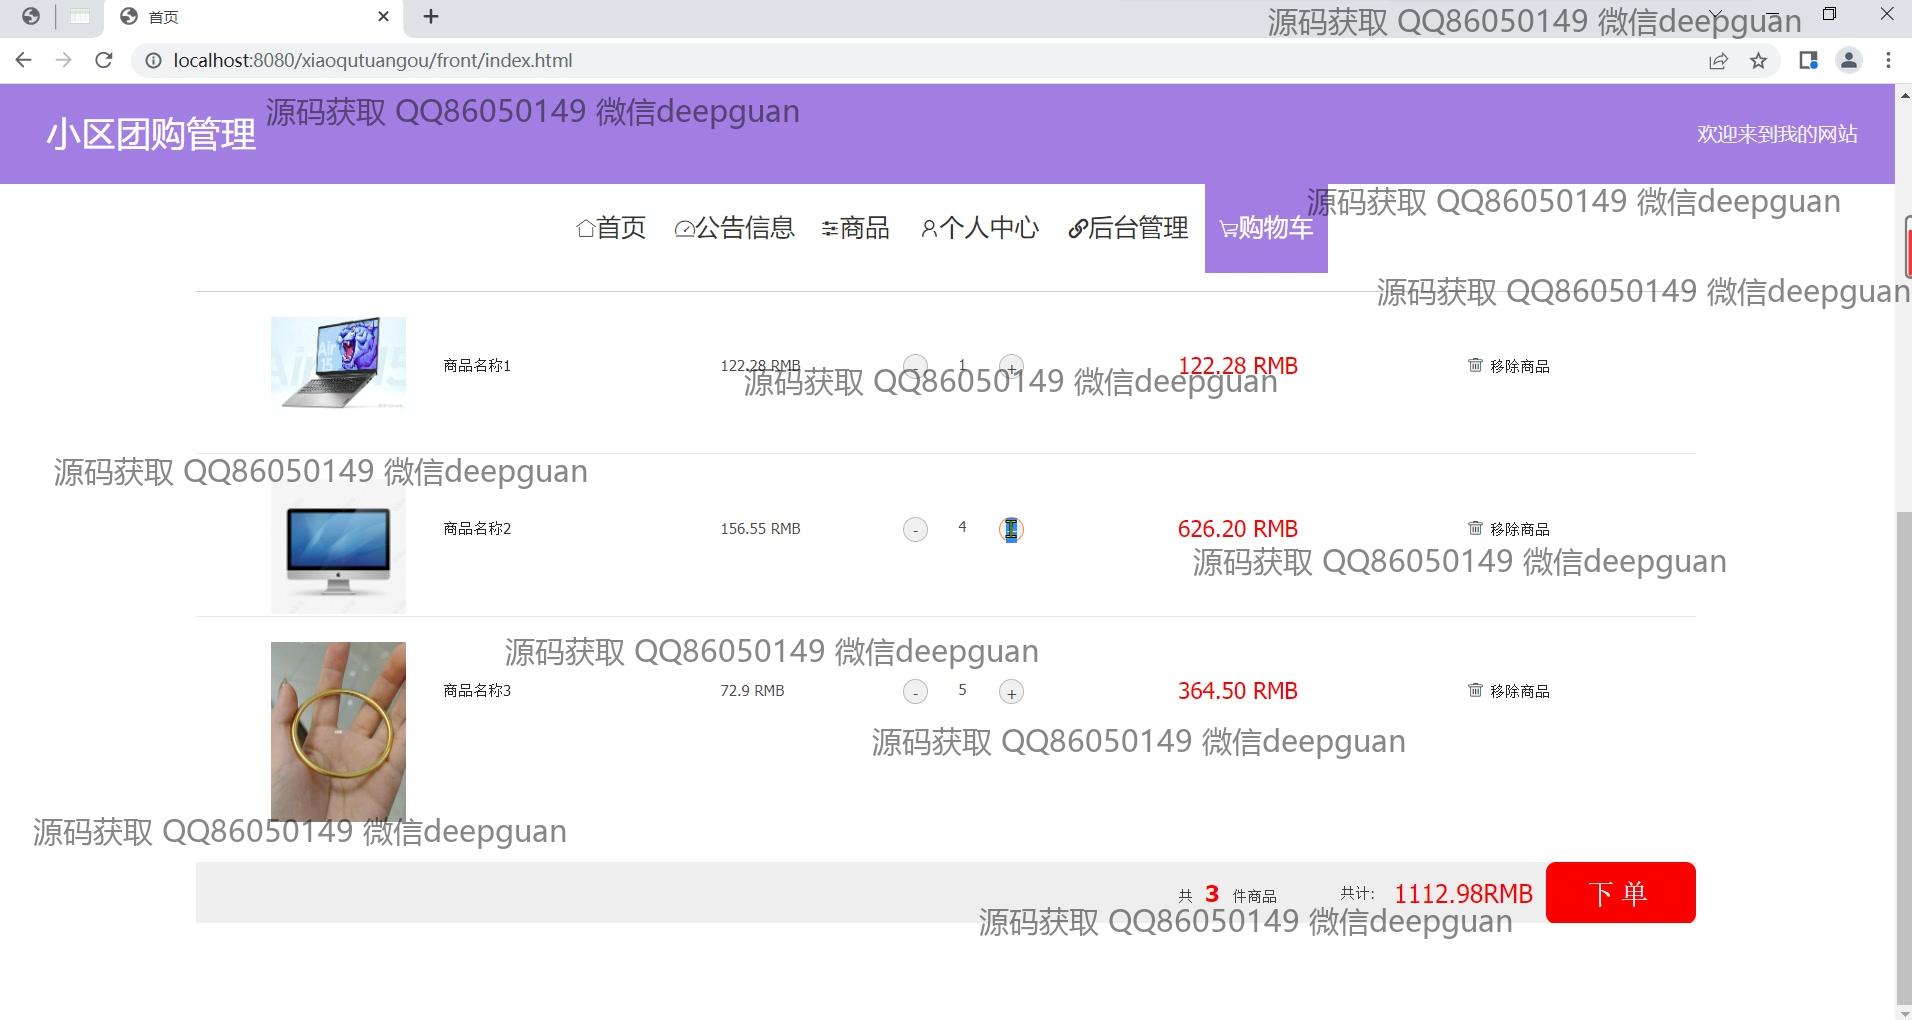 首页
localhost:8080/xiaoqutuangou/front/index.html
源码获取 QQ86050149 微信deepguan
小区团购管理
源码获取 QQ86050149 微信deepguan
欢迎来到我的网站
首页 公告信息 商品 个人中心 后台管理 购物车
源码获取 QQ86050149 微信deepguan
源码获取 QQ86050149 微信deepguan
商品名称1 122.28 RMB - 1 + 122.28 RMB 移除商品
源码获取 QQ86050149 微信deepguan
源码获取 QQ86050149 微信deepguan
商品名称2 156.55 RMB - 4 626.20 RMB 移除商品
源码获取 QQ86050149 微信deepguan
源码获取 QQ86050149 微信deepguan
商品名称3 72.9 RMB - 5 + 364.50 RMB 移除商品
源码获取 QQ86050149 微信deepguan
源码获取 QQ86050149 微信deepguan
共 3 件商品 共计： 1112.98RMB 下单
源码获取 QQ86050149 微信deepguan